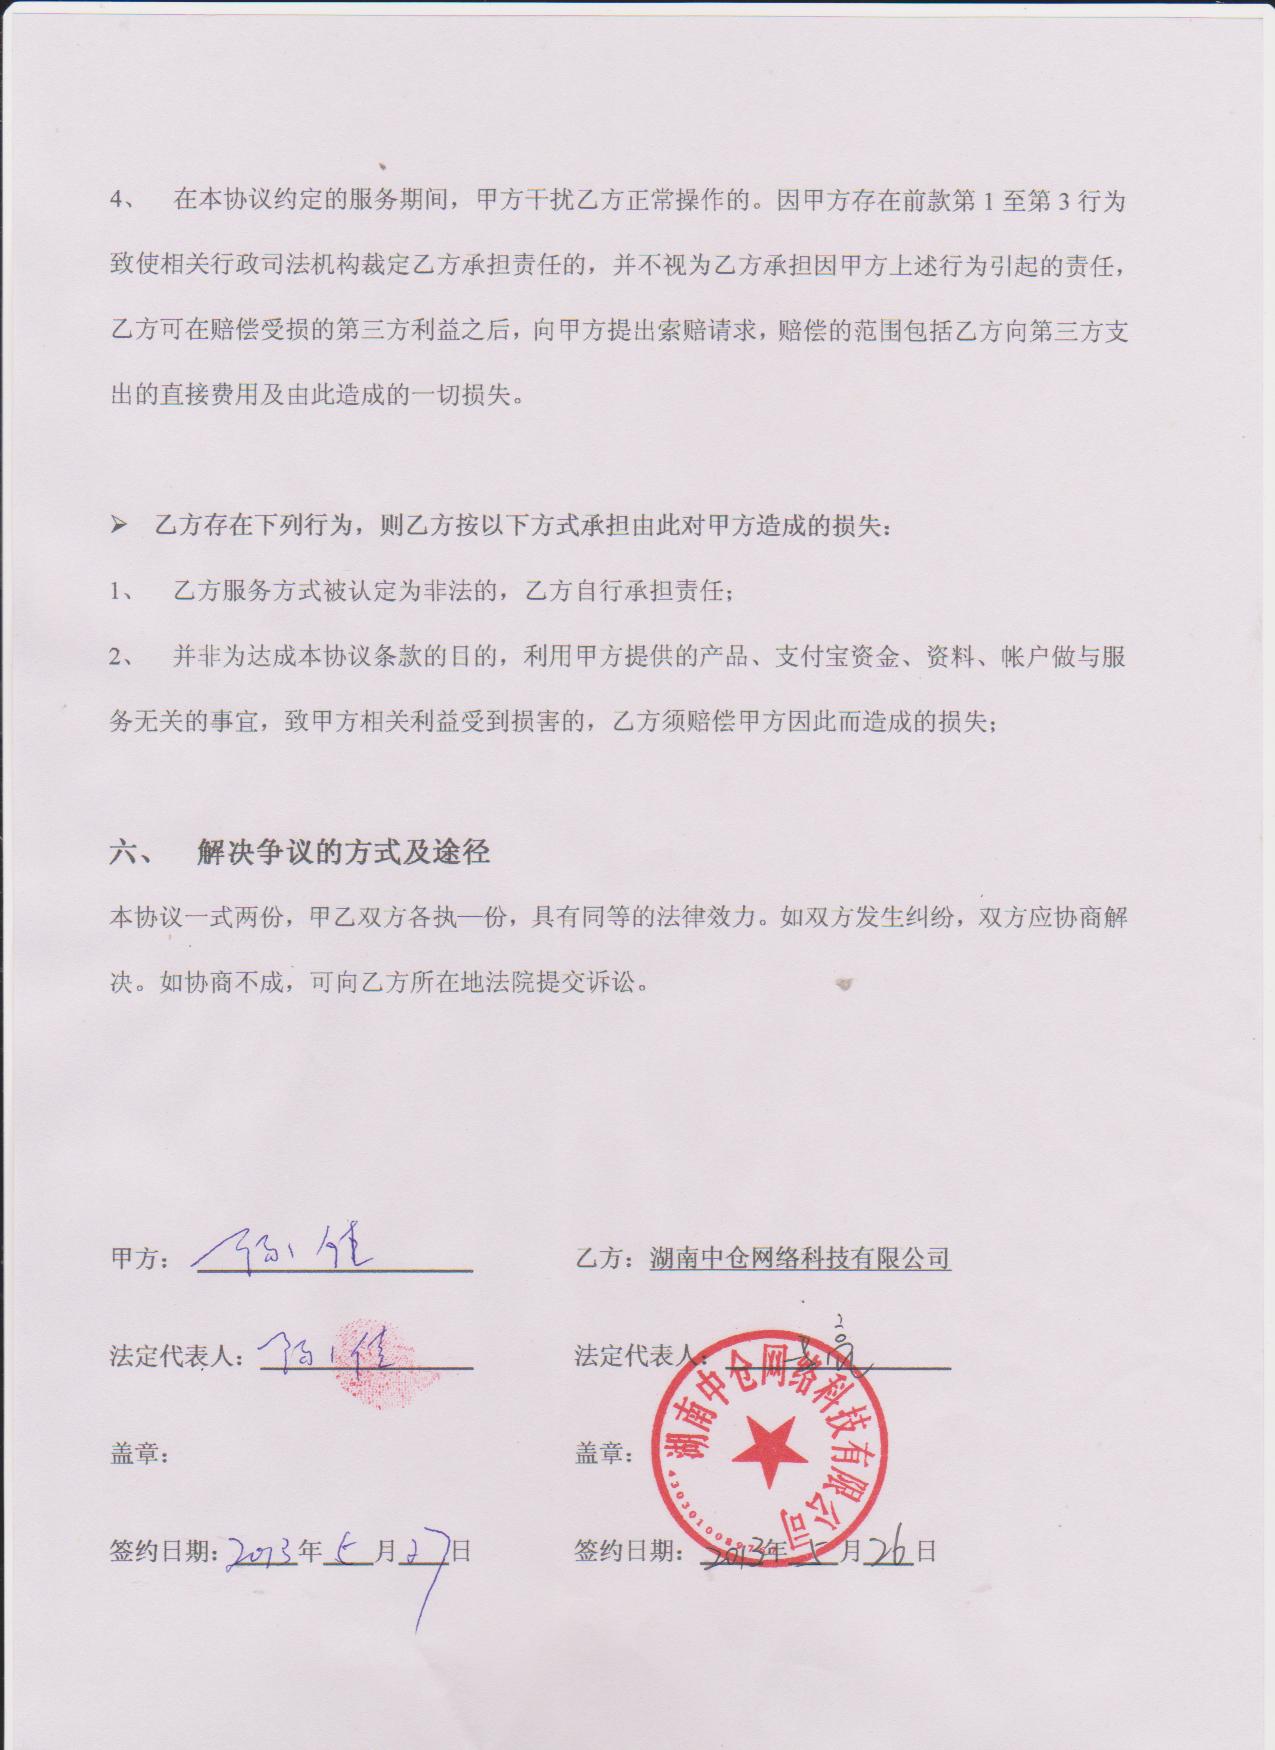 4、 在本协议约定的服务期间，甲方干扰乙方正常操作的。因甲方存在前款第 1 至第 3 行为
致使相关行政司法机构裁定乙方承担责任的，并不视为乙方承担因甲方上述行为引起的责任，
乙方可在赔偿受损的第三方利益之后，向甲方提出索赔请求，赔偿的范围包括乙方向第三方支
出的直接费用及由此造成的一切损失。
➢ 乙方存在下列行为，则乙方按以下方式承担由此对甲方造成的损失：
1、 乙方服务方式被认定为非法的，乙方自行承担责任；
2、 并非为达成本协议条款的目的，利用甲方提供的产品、支付宝资金、资料、帐户做与服
务无关的事宜，致甲方相关利益受到损害的，乙方须赔偿甲方因此而造成的损失；
六、 解决争议的方式及途径
本协议一式两份，甲乙双方各执一份，具有同等的法律效力。如双方发生纠纷，双方应协商解
决。如协商不成，可向乙方所在地法院提交诉讼。
甲方： 乙方：湖南中仓网络科技有限公司
法定代表人： 法定代表人：
湖南中仓网络科技有限公司
盖章： 盖章：
签约日期：2013年5月27日 签约日期：2013年5月26日